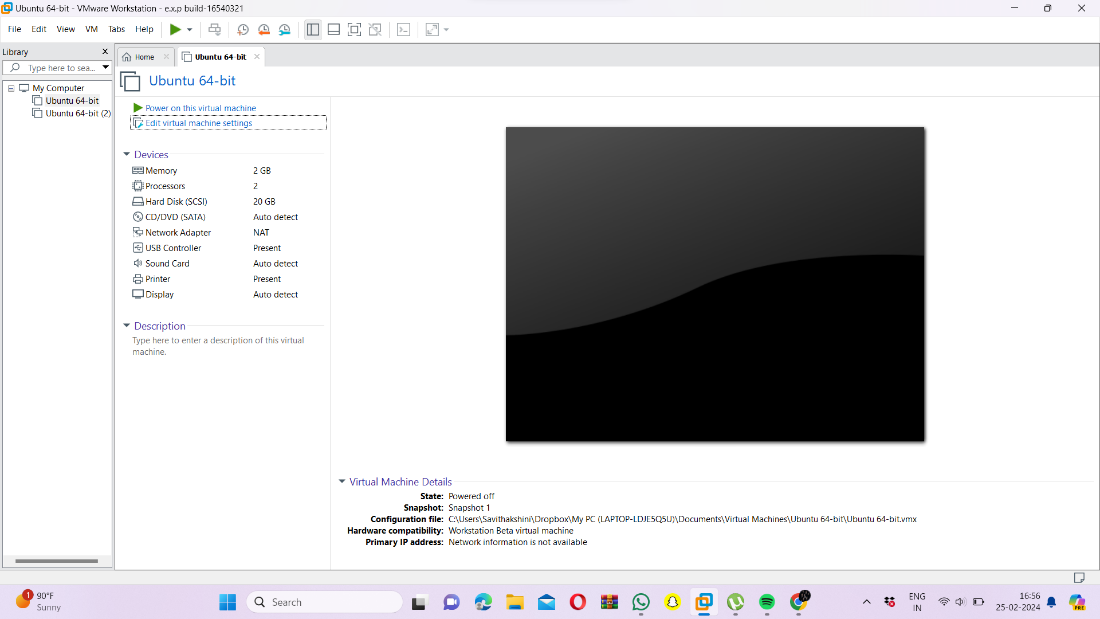 Ubuntu 64-bit - VMware Workstation - e.x.p build-16540321
File Edit View VM Tabs Help
Library
Type here to sea...
My Computer
Ubuntu 64-bit
Ubuntu 64-bit (2)
Home
Ubuntu 64-bit
Ubuntu 64-bit
Power on this virtual machine
Edit virtual machine settings
Devices
Memory 2 GB
Processors 2
Hard Disk (SCSI) 20 GB
CD/DVD (SATA) Auto detect
Network Adapter NAT
USB Controller Present
Sound Card Auto detect
Printer Present
Display Auto detect
Description
Type here to enter a description of this virtual
machine.
Virtual Machine Details
State: Powered off
Snapshot: Snapshot 1
Configuration file: C:\Users\Savithakshini\Dropbox\My PC (LAPTOP-LDJE5Q5U)\Documents\Virtual Machines\Ubuntu 64-bit\Ubuntu 64-bit.vmx
Hardware compatibility: Workstation Beta virtual machine
Primary IP address: Network information is not available
1
90°F
Sunny
Search
ENG
IN
16:56
25-02-2024
PRE